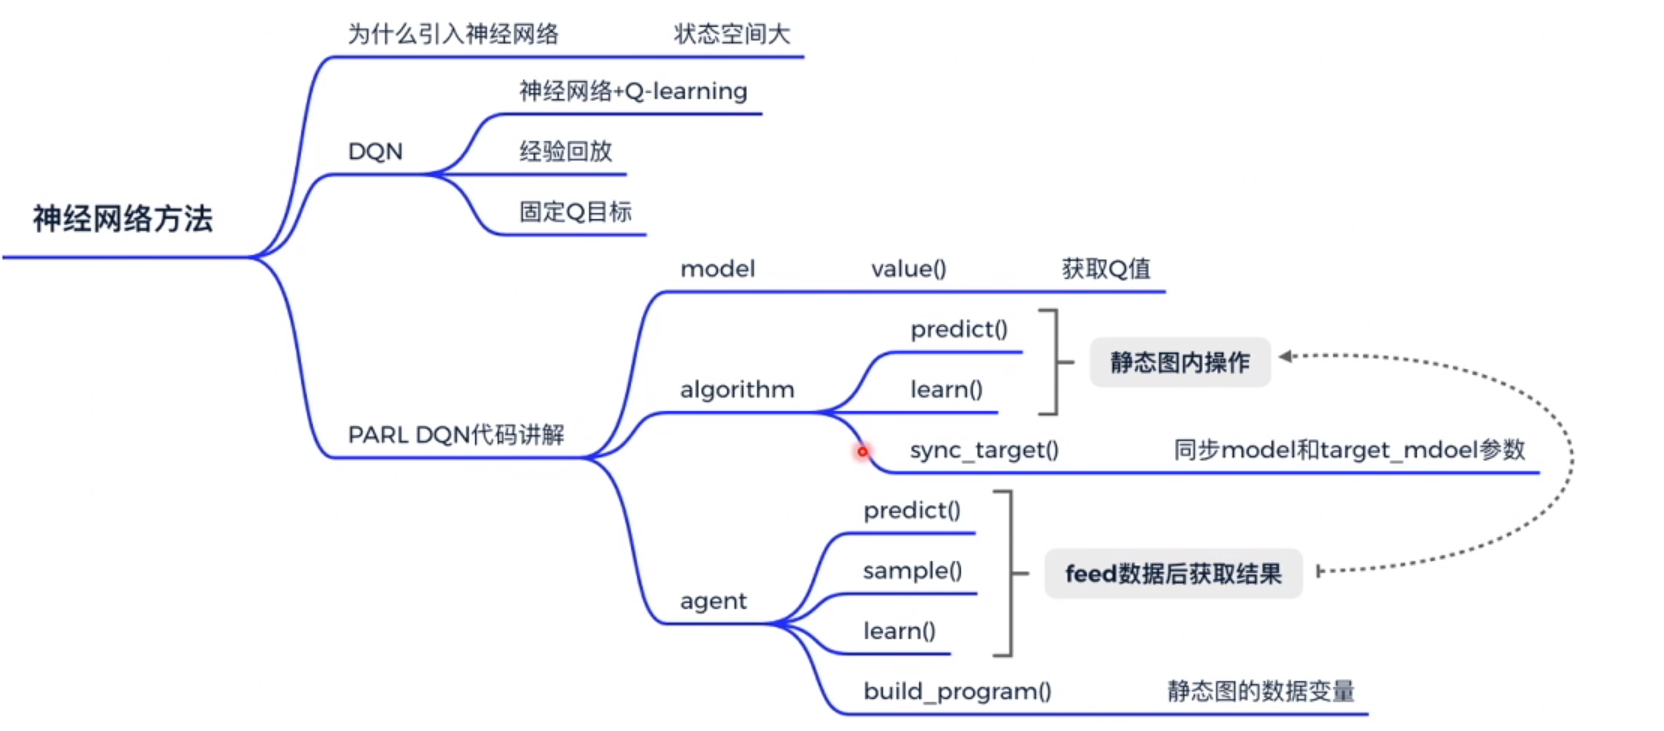 为什么引入神经网络 状态空间大
神经网络+Q-learning
DQN 经验回放
固定Q目标
神经网络方法
model value() 获取Q值
predict()
静态图内操作
algorithm learn()
PARL DQN代码讲解
sync_target() 同步model和target_mdoel参数
predict()
sample()
feed数据后获取结果
agent
learn()
build_program() 静态图的数据变量